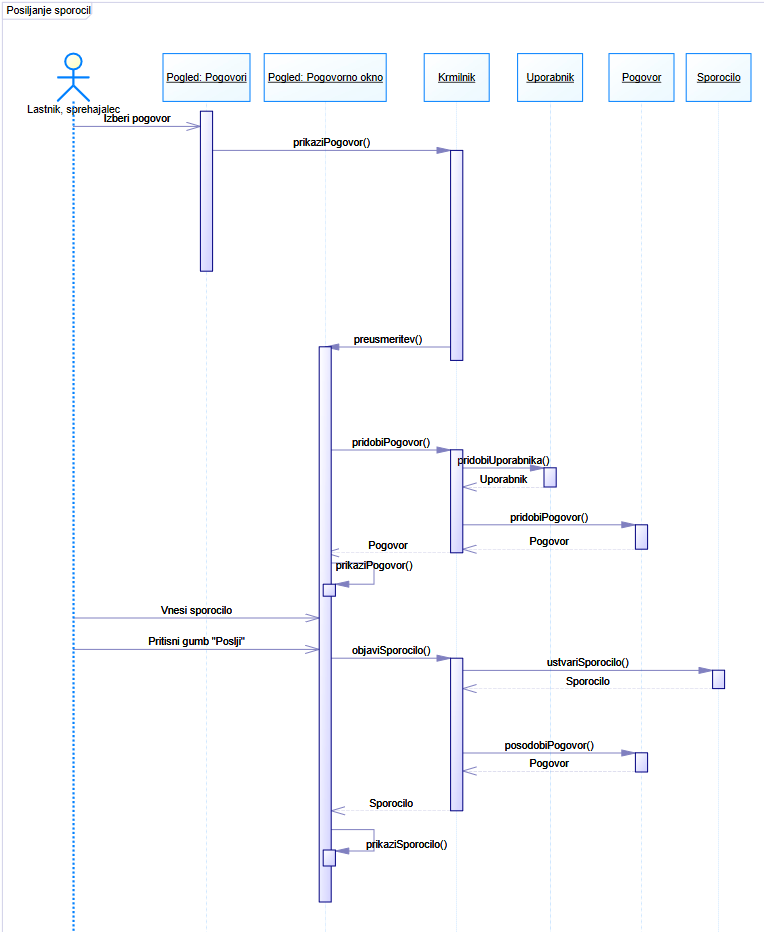 Posiljanje sporocil
Lastnik, sprehajalec
Pogled: Pogovori
Pogled: Pogovorno okno
Krmilnik
Uporabnik
Pogovor
Sporocilo
Izberi pogovor
prikaziPogovor()
preusmeritev()
pridobiPogovor()
pridobiUporabnika()
Uporabnik
pridobiPogovor()
Pogovor
Pogovor
prikaziPogovor()
Vnesi sporocilo
Pritisni gumb "Poslji"
objaviSporocilo()
ustvariSporocilo()
Sporocilo
posodobiPogovor()
Pogovor
Sporocilo
prikaziSporocilo()